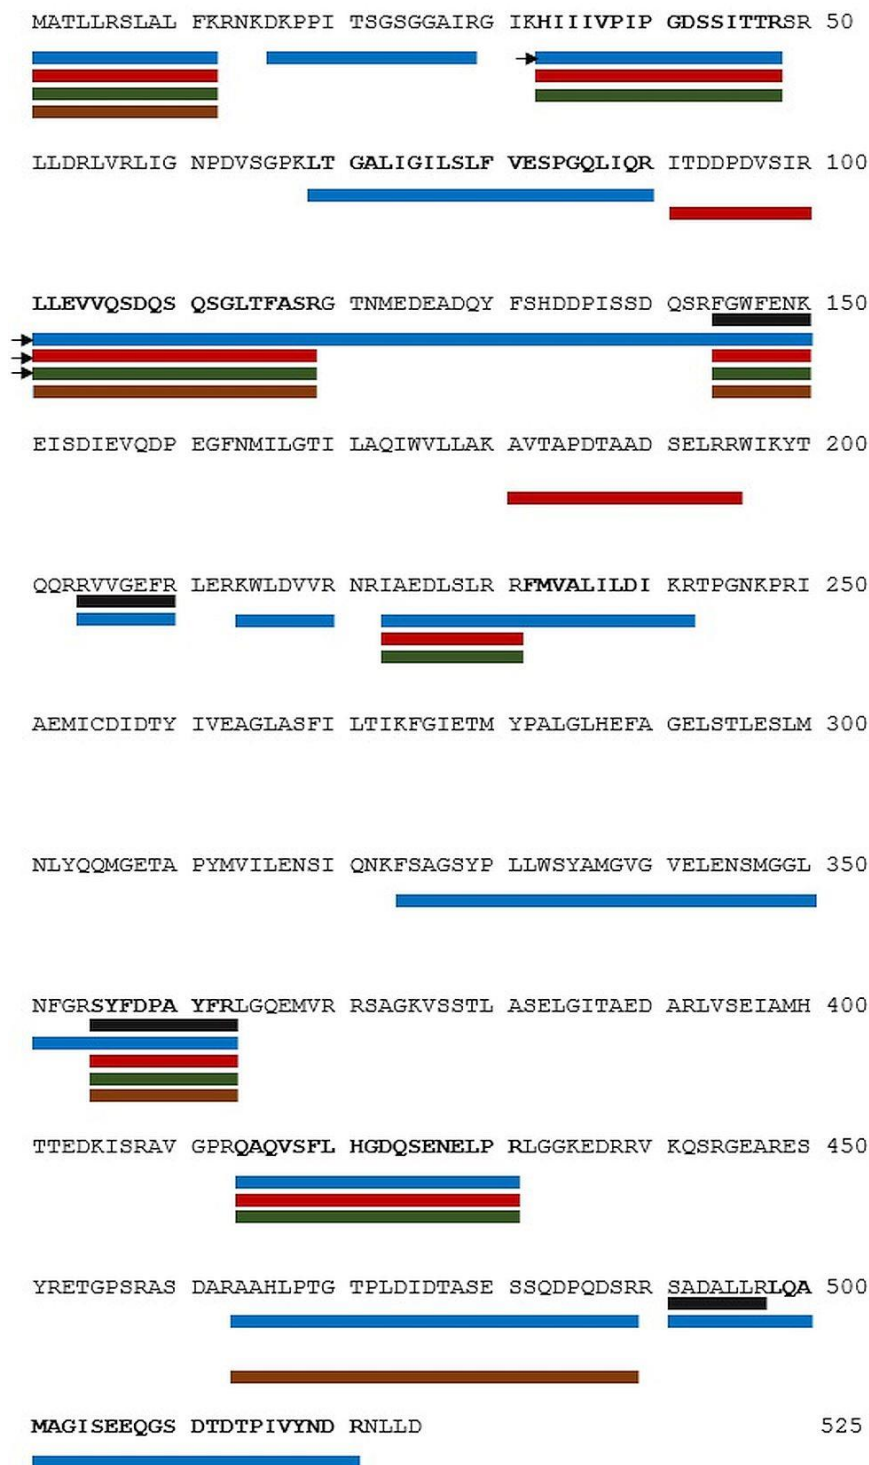 MATLLRSLAL FKRNKDKPPI TSGSGGAIRG IKHIIIVPIP GDSSITTRSR 50
LLDRLVRLIG NPDVSGPKLT GALIGILSLF VESPGQLIQR ITDDPDVSIR 100
LLEVVQSDQS QSGLTFASRG TNMEDEADQY FSHDDPISSD QSRFGWFENK 150
EISDIEVQDP EGFNMILGTI LAQIWVLLAK AVTAPDTAAD SELRRWIKYT 200
QQRRVVGEFR LERKWLDVVR NRIAEDLSLR RFMVALILDI KRTPGNKPRI 250
AEMICDIDTY IVEAGLASFI LTIKFGIETM YPALGLHEFA GELSTLESLM 300
NLYQQMGETA PYMVILENSI QNKFSAGSYP LLWSYAMGVG VELENSMGGL 350
NFGRSYFDPA YFRLGQEMVR RSAGKVSSTL ASELGITAED ARLVSEIAMH 400
TTEDKISRAV GPRQAQVSFL HGDQSENELP RLGGKEDRRV KQSRGEARES 450
YRETGPSRAS DARAAHLPTG TPLDIDTASE SSQDPQDSRR SADALLRLQA 500
MAGISEEQGS DTDTPIVYND RNLLD 525